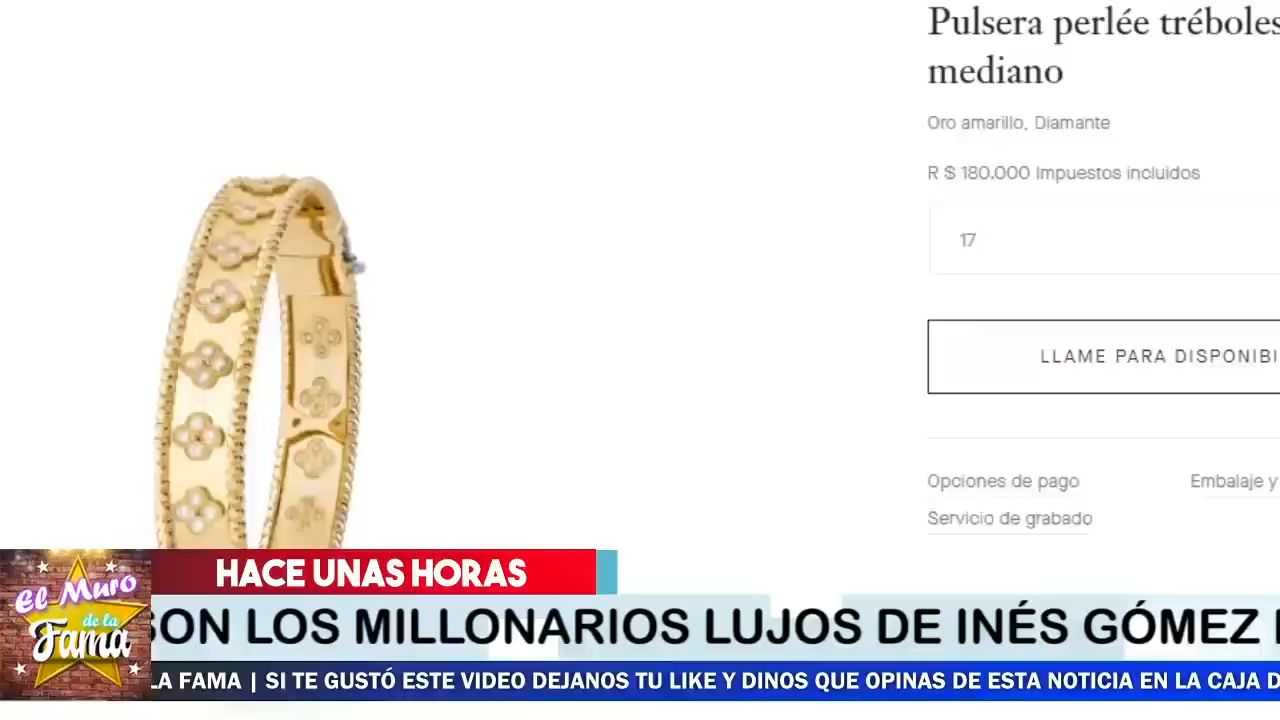 Pulsera perlée tréboles
mediano
Oro amarillo, Diamante
R $ 180.000 Impuestos incluidos
17
LLAME PARA DISPONIBI
Opciones de pago
Embalaje y
Servicio de grabado
HACE UNAS HORAS
El Muro
de la
Fama
SON LOS MILLONARIOS LUJOS DE INÉS GÓMEZ
LA FAMA | SI TE GUSTÓ ESTE VIDEO DEJANOS TU LIKE Y DINOS QUE OPINAS DE ESTA NOTICIA EN LA CAJA D